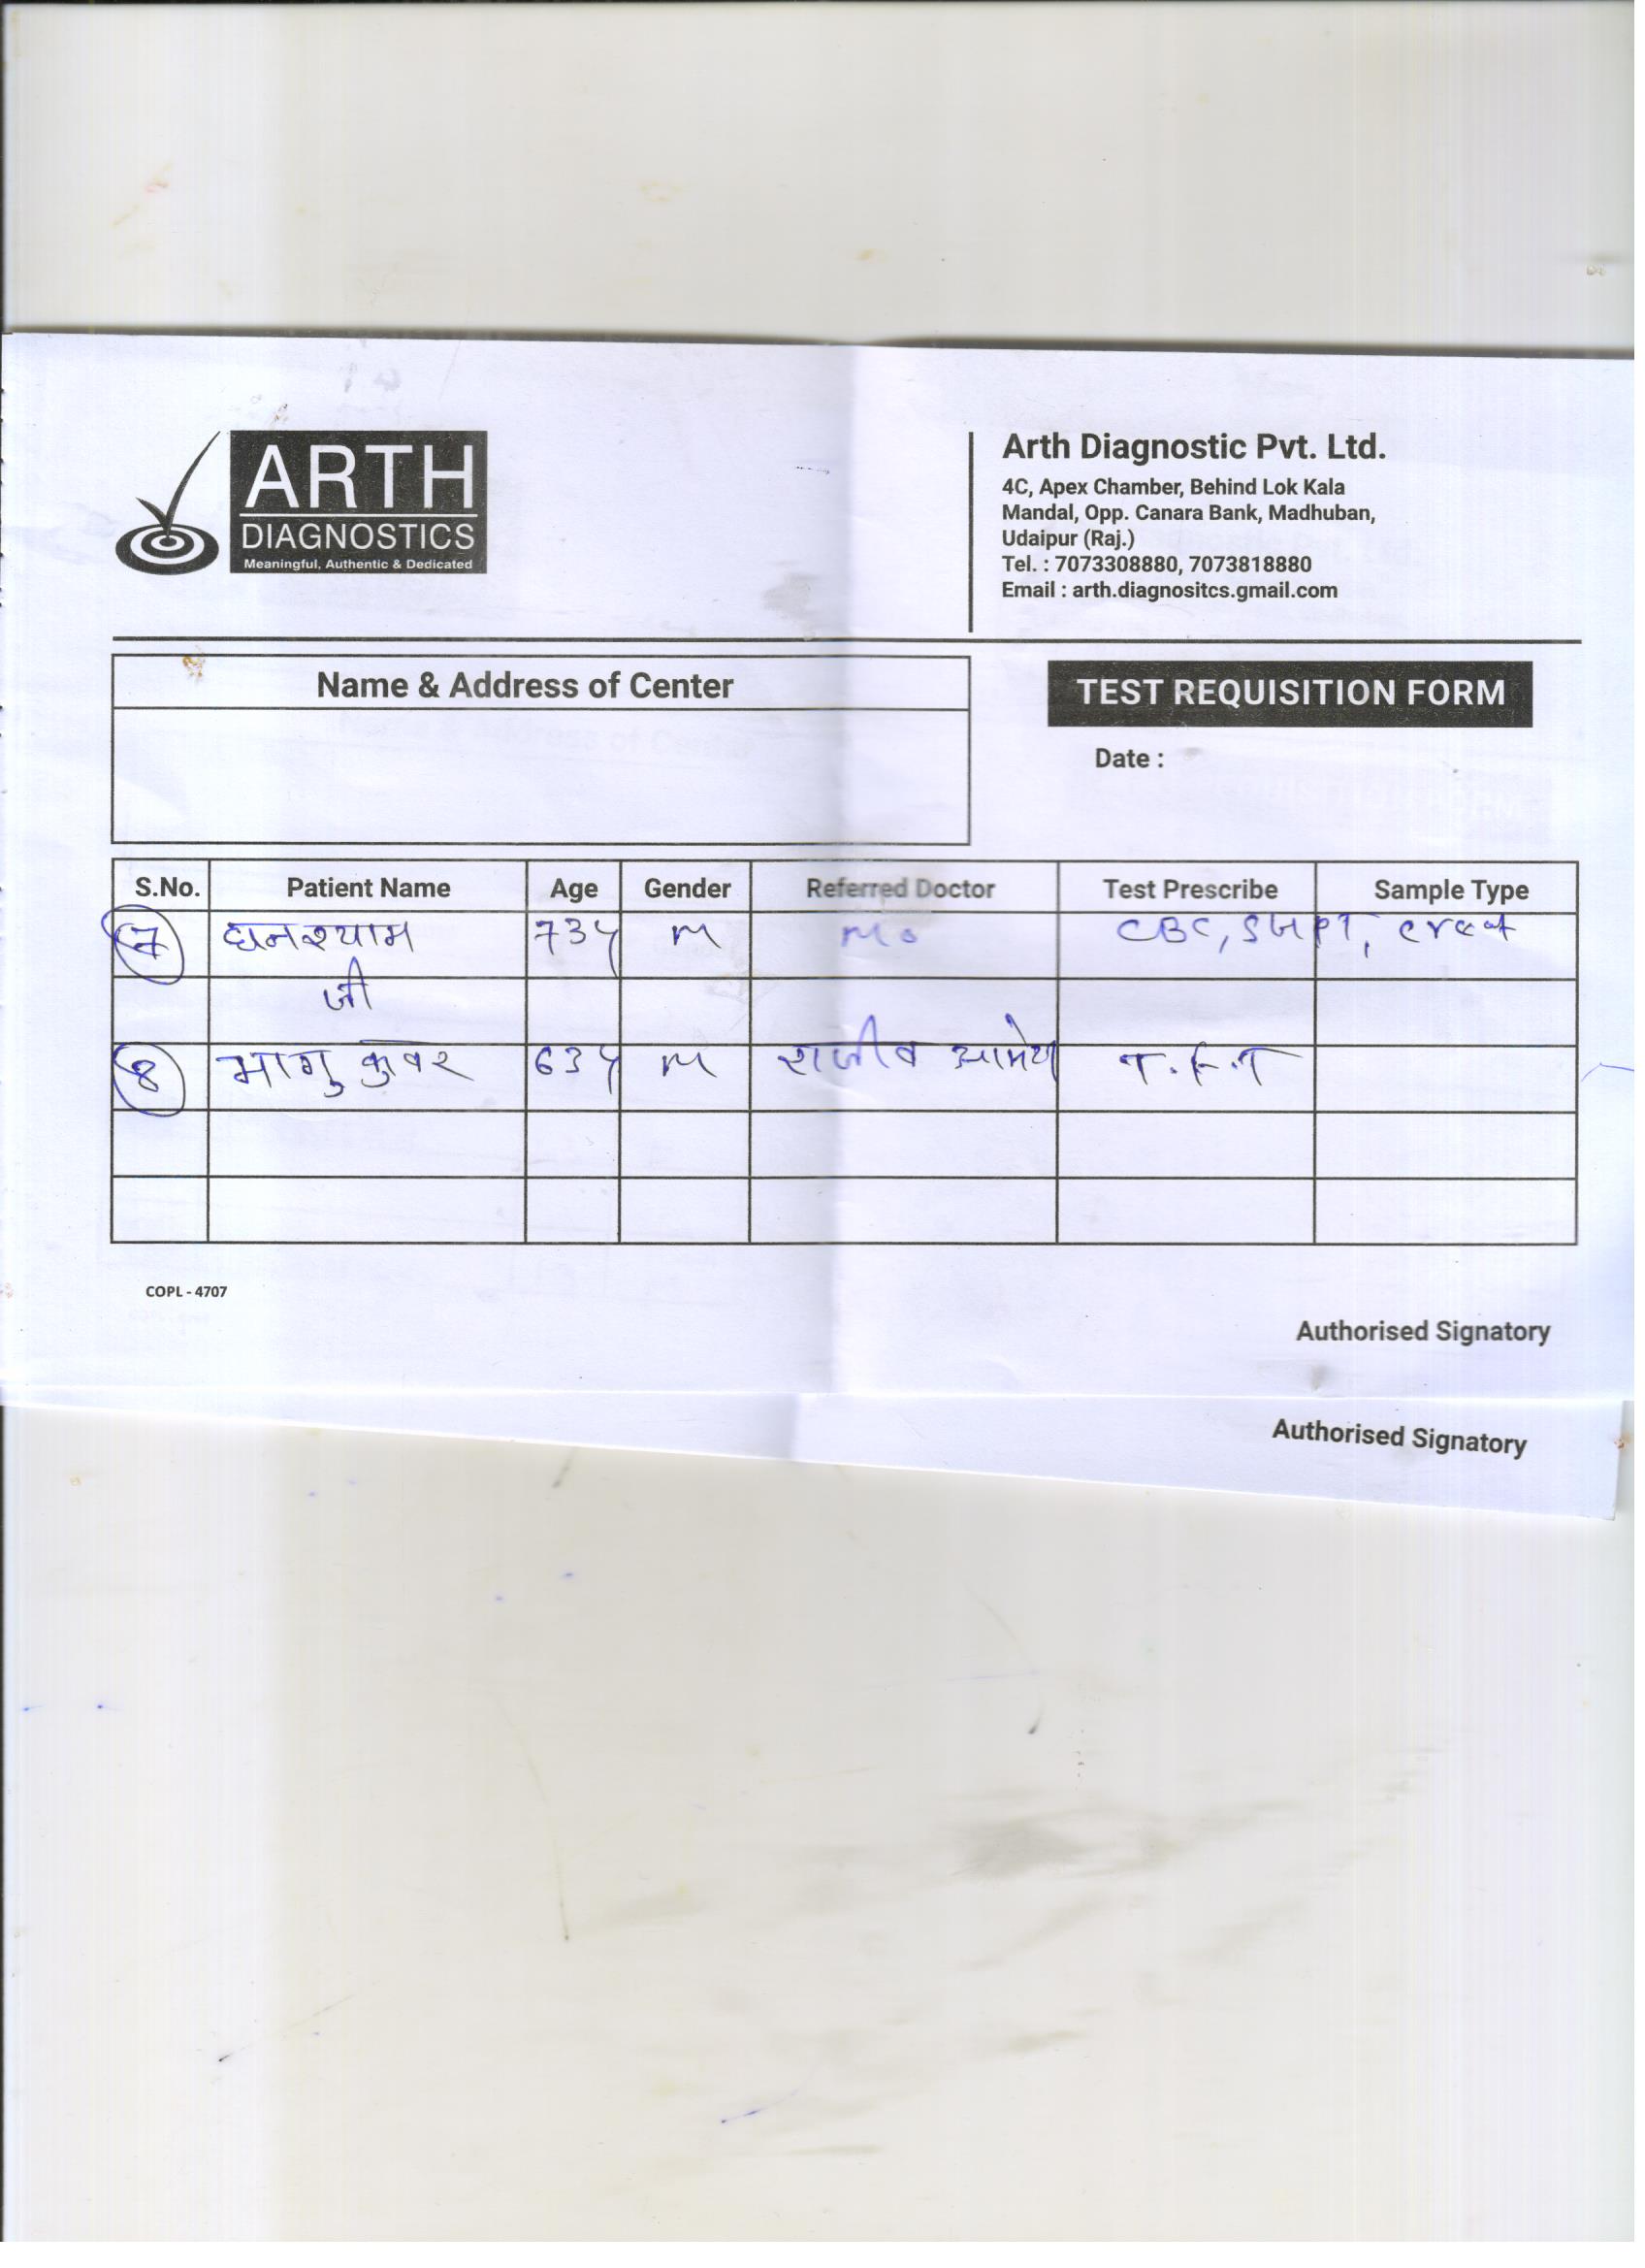 ARTH
DIAGNOSTICS
Meaningful, Authentic & Dedicated
Arth Diagnostic Pvt. Ltd.
4C, Apex Chamber, Behind Lok Kala
Mandal, Opp. Canara Bank, Madhuban,
Udaipur (Raj.)
Tel. : 7073308880, 7073818880
Email : arth.diagnositcs.gmail.com
Name & Address of Center
TEST REQUISITION FORM
Date :
S.No. Patient Name Age Gender Referred Doctor Test Prescribe Sample Type
7 घनश्याम 73y M Mo CBC, SGPT, creat
जी
8 भागु कुवर 63y M राजीव आमेय T.F.T
COPL - 4707
Authorised Signatory
Authorised Signatory